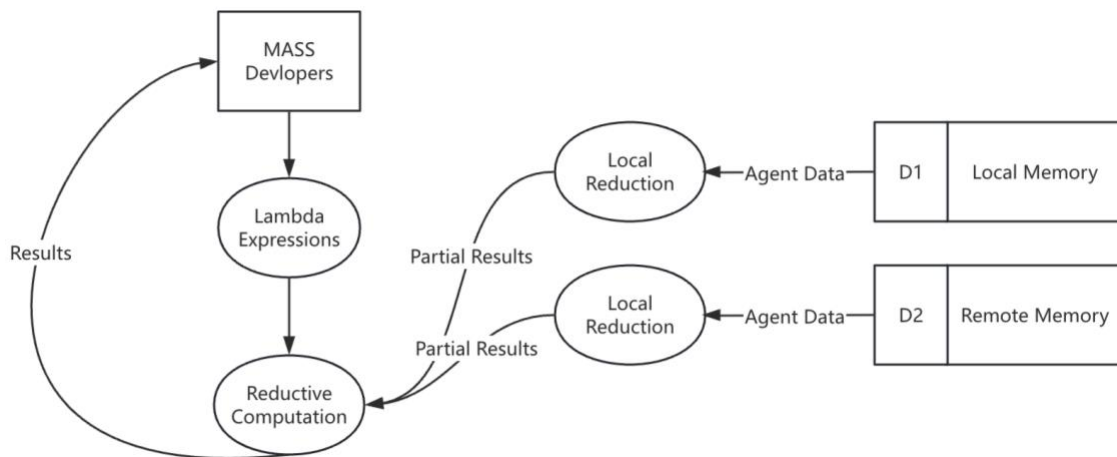 MASS
Devlopers
Lambda
Expressions
Results
Reductive
Computation
Partial Results
Partial Results
Local
Reduction
Agent Data
D1
Local Memory
Local
Reduction
Agent Data
D2
Remote Memory